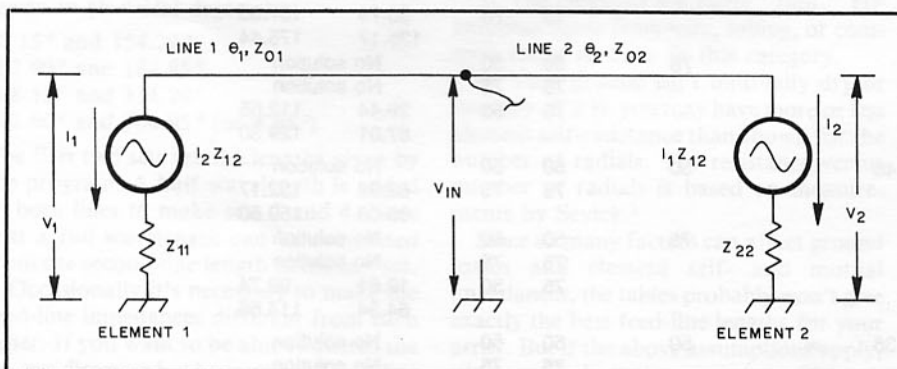 LINE 1 θ1,Z01
LINE 2 θ2, Z02
I1
I2Z12
V1
Z11
ELEMENT 1
VIN
I1Z12
I2
V2
Z22
ELEMENT 2